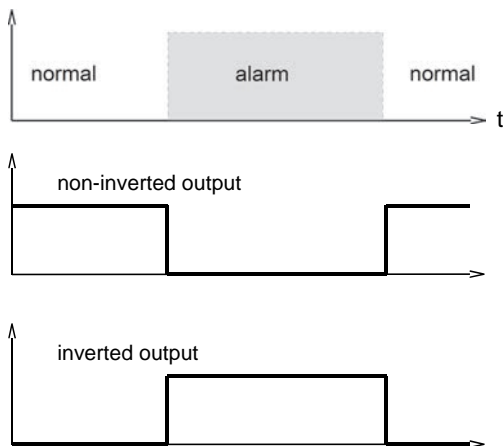 normal alarm normal
t
non-inverted output
inverted output